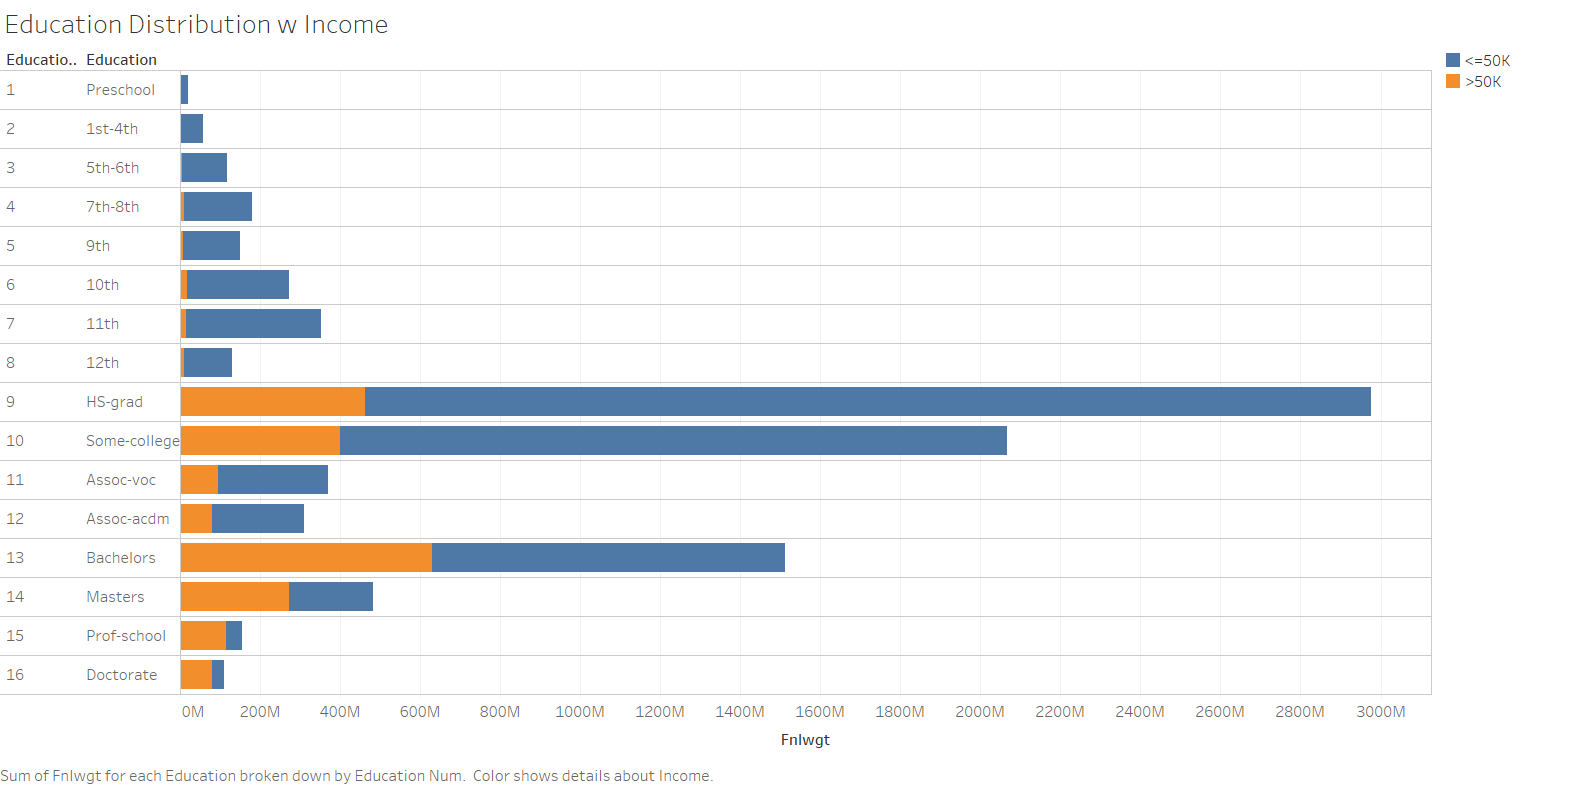 Education Distribution w Income
Educatio.. Education
<=50K
>50K
1 Preschool
2 1st-4th
3 5th-6th
4 7th-8th
5 9th
6 10th
7 11th
8 12th
9 HS-grad
10 Some-college
11 Assoc-voc
12 Assoc-acdm
13 Bachelors
14 Masters
15 Prof-school
16 Doctorate
0M 200M 400M 600M 800M 1000M 1200M 1400M 1600M 1800M 2000M 2200M 2400M 2600M 2800M 3000M
Fnlwgt
Sum of Fnlwgt for each Education broken down by Education Num. Color shows details about Income.